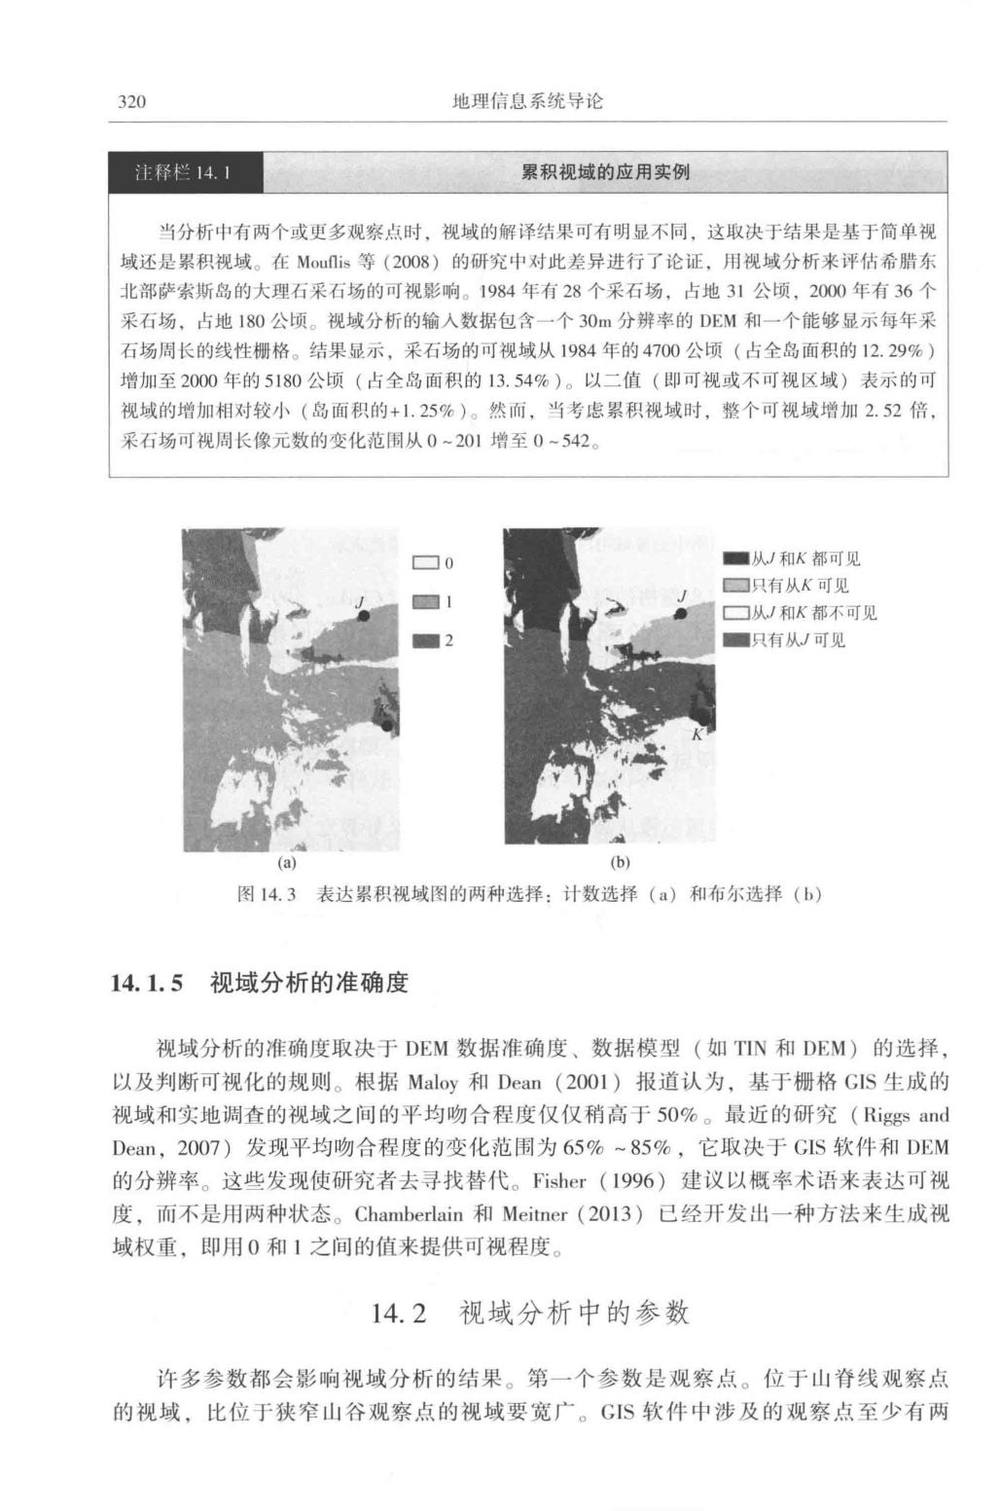 320
地理信息系统导论
注释栏 14.1
累积视域的应用实例
当分析中有两个或更多观察点时，视域的解译结果可有明显不同，这取决于结果是基于简单视
域还是累积视域。在 Mouflis 等（2008）的研究中对此差异进行了论证，用视域分析来评估希腊东
北部萨索斯岛的大理石采石场的可视影响。1984 年有 28 个采石场，占地 31 公顷，2000 年有 36 个
采石场，占地 180 公顷。视域分析的输入数据包含一个 30m 分辨率的 DEM 和一个能够显示每年采
石场周长的线性栅格。结果显示，采石场的可视域从 1984 年的 4700 公顷（占全岛面积的 12.29%）
增加至 2000 年的 5180 公顷（占全岛面积的 13.54%）。以二值（即可视或不可视区域）表示的可
视域的增加相对较小（岛面积的+1.25%）。然而，当考虑累积视域时，整个可视域增加 2.52 倍，
采石场可视周长像元数的变化范围从 0 ~ 201 增至 0 ~ 542。
0
1
2
J
K
J
K
从J 和K 都可见
只有从K 可见
从J 和K 都不可见
只有从J 可见
(a)
(b)
图 14.3 表达累积视域图的两种选择：计数选择（a）和布尔选择（b）
14.1.5 视域分析的准确度
视域分析的准确度取决于 DEM 数据准确度、数据模型（如 TIN 和 DEM）的选择，
以及判断可视化的规则。根据 Maloy 和 Dean （2001）报道认为，基于栅格 GIS 生成的
视域和实地调查的视域之间的平均吻合程度仅仅稍高于 50%。最近的研究（Riggs and
Dean，2007）发现平均吻合程度的变化范围为 65% ~ 85%，它取决于 GIS 软件和 DEM
的分辨率。这些发现使研究者去寻找替代。Fisher （1996）建议以概率术语来表达可视
度，而不是用两种状态。Chamberlain 和 Meitner（2013）已经开发出一种方法来生成视
域权重，即用 0 和 1 之间的值来提供可视程度。
14.2 视域分析中的参数
许多参数都会影响视域分析的结果。第一个参数是观察点。位于山脊线观察点
的视域，比位于狭窄山谷观察点的视域要宽广。GIS 软件中涉及的观察点至少有两